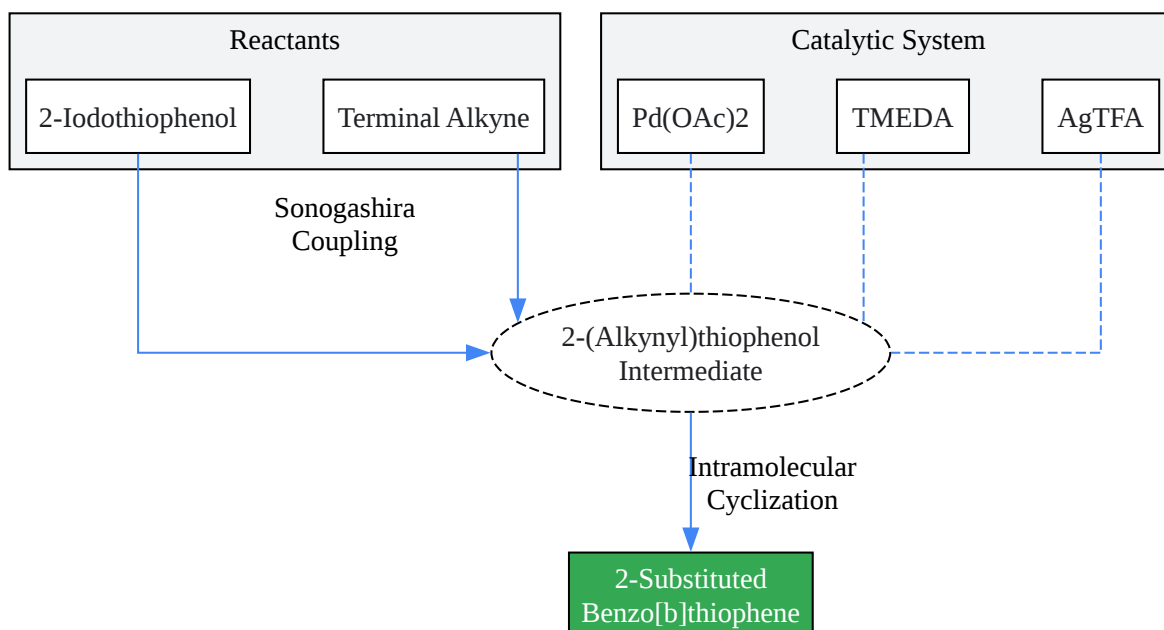 Reactants
Catalytic System
2-Iodothiophenol
Terminal Alkyne
Pd(OAc)2
TMEDA
AgTFA
Sonogashira
Coupling
2-(Alkynyl)thiophenol
Intermediate
Intramolecular
Cyclization
2-Substituted
Benzo[b]thiophene